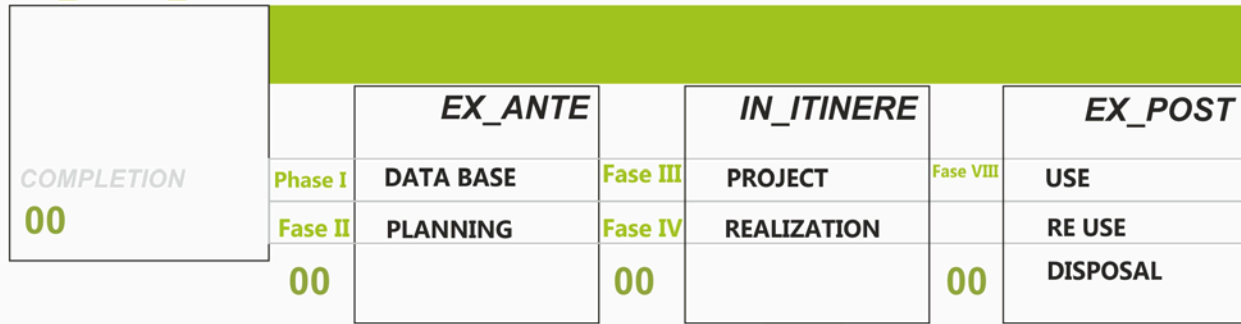 EX_ANTE IN_ITINERE EX_POST
COMPLETION Phase I DATA BASE Fase III PROJECT Fase VIII USE
00 Fase II PLANNING Fase IV REALIZATION RE USE
00 00 00 DISPOSAL